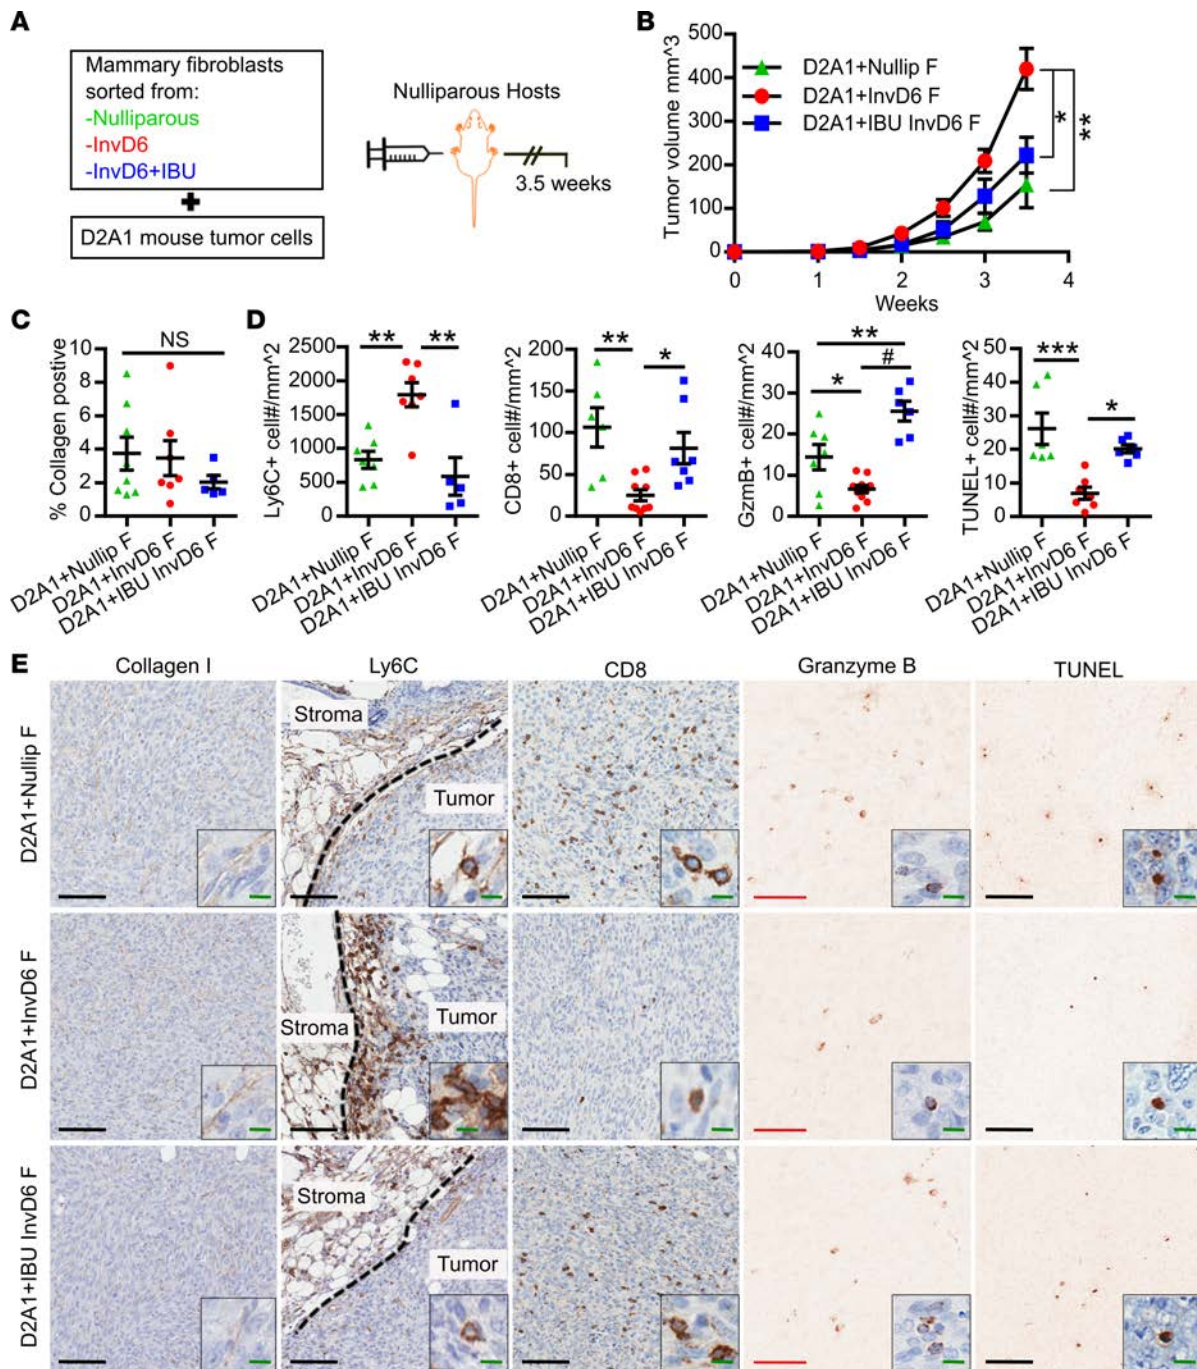 A
Mammary fibroblasts
sorted from:
-Nulliparous
-InvD6
-InvD6+IBU
+
D2A1 mouse tumor cells
Nulliparous Hosts
3.5 weeks
B
Tumor volume mm^3
500
400
300
200
100
0
0 1 2 3 4
Weeks
D2A1+Nullip F
D2A1+InvD6 F
D2A1+IBU InvD6 F
*
**
C
% Collagen postive
10
8
6
4
2
0
NS
D2A1+Nullip F
D2A1+InvD6 F
D2A1+IBU InvD6 F
D
Ly6C+ cell#/mm^2
2500
2000
1500
1000
500
0
** **
D2A1+Nullip F
D2A1+InvD6 F
D2A1+IBU InvD6 F
CD8+ cell#/mm^2
200
150
100
50
0
** *
D2A1+Nullip F
D2A1+InvD6 F
D2A1+IBU InvD6 F
GzmB+ cell#/mm^2
40
30
20
10
0
**
* #
D2A1+Nullip F
D2A1+InvD6 F
D2A1+IBU InvD6 F
TUNEL+ cell#/mm^2
50
40
30
20
10
0
*** *
D2A1+Nullip F
D2A1+InvD6 F
D2A1+IBU InvD6 F
E
Collagen I Ly6C CD8 Granzyme B TUNEL
D2A1+Nullip F
Stroma
Tumor
D2A1+InvD6 F
Stroma
Tumor
D2A1+IBU InvD6 F
Stroma
Tumor